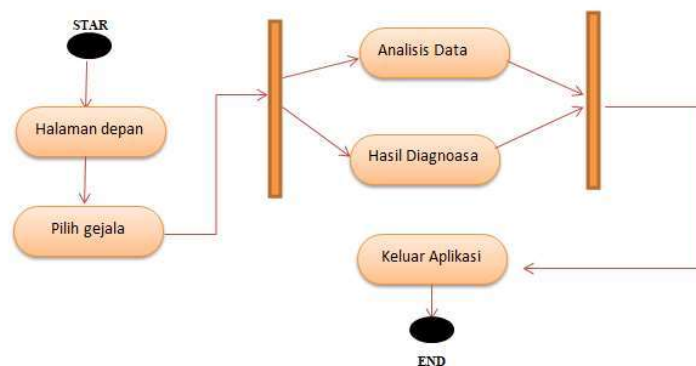 STAR
Halaman depan
Pilih gejala
Analisis Data
Hasil Diagnoasa
Keluar Aplikasi
END